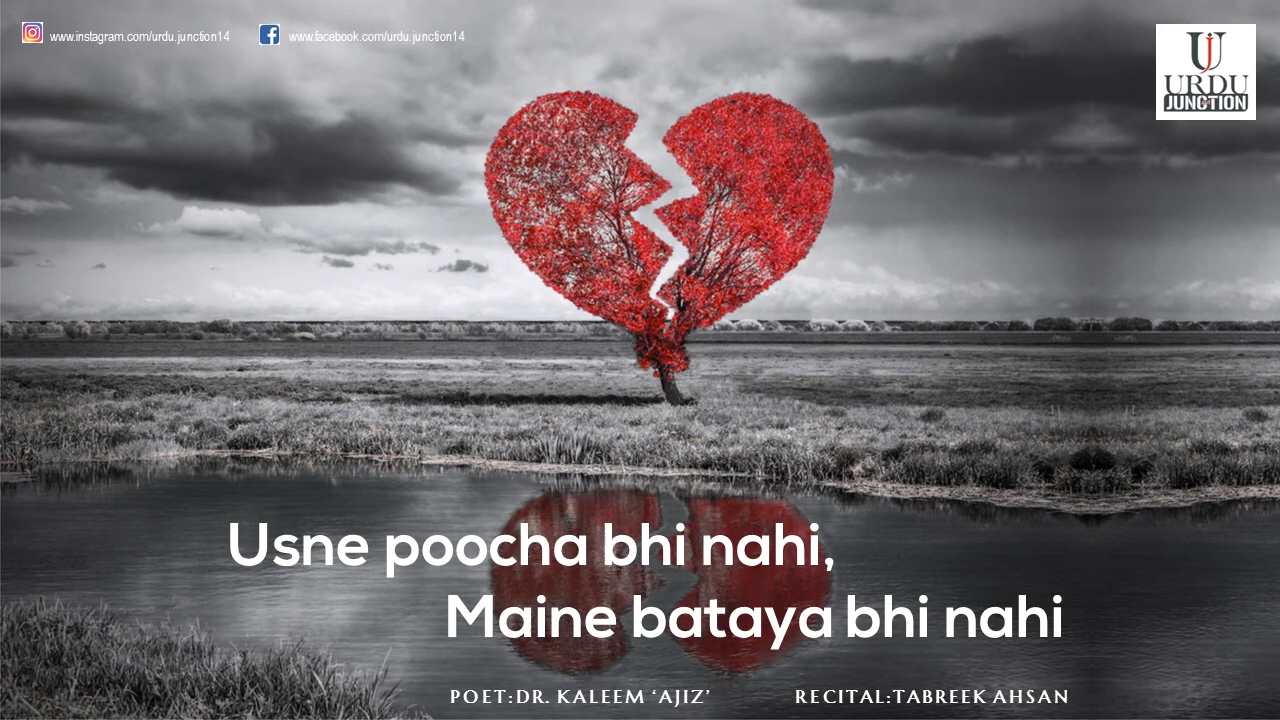 www.instagram.com/urdu.junction14
www.facebook.com/urdu.junction14
UJ
URDU
JUNCTION
Usne poocha bhi nahi,
Maine bataya bhi nahi
POET:DR. KALEEM ‘AJIZ’
RECITAL:TABREEK AHSAN